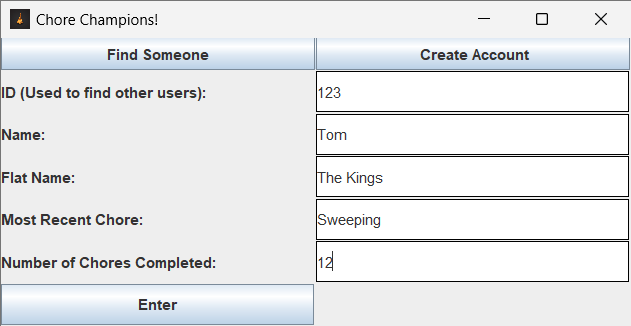 Chore Champions!
Find Someone Create Account
ID (Used to find other users): 123
Name: Tom
Flat Name: The Kings
Most Recent Chore: Sweeping
Number of Chores Completed: 12
Enter